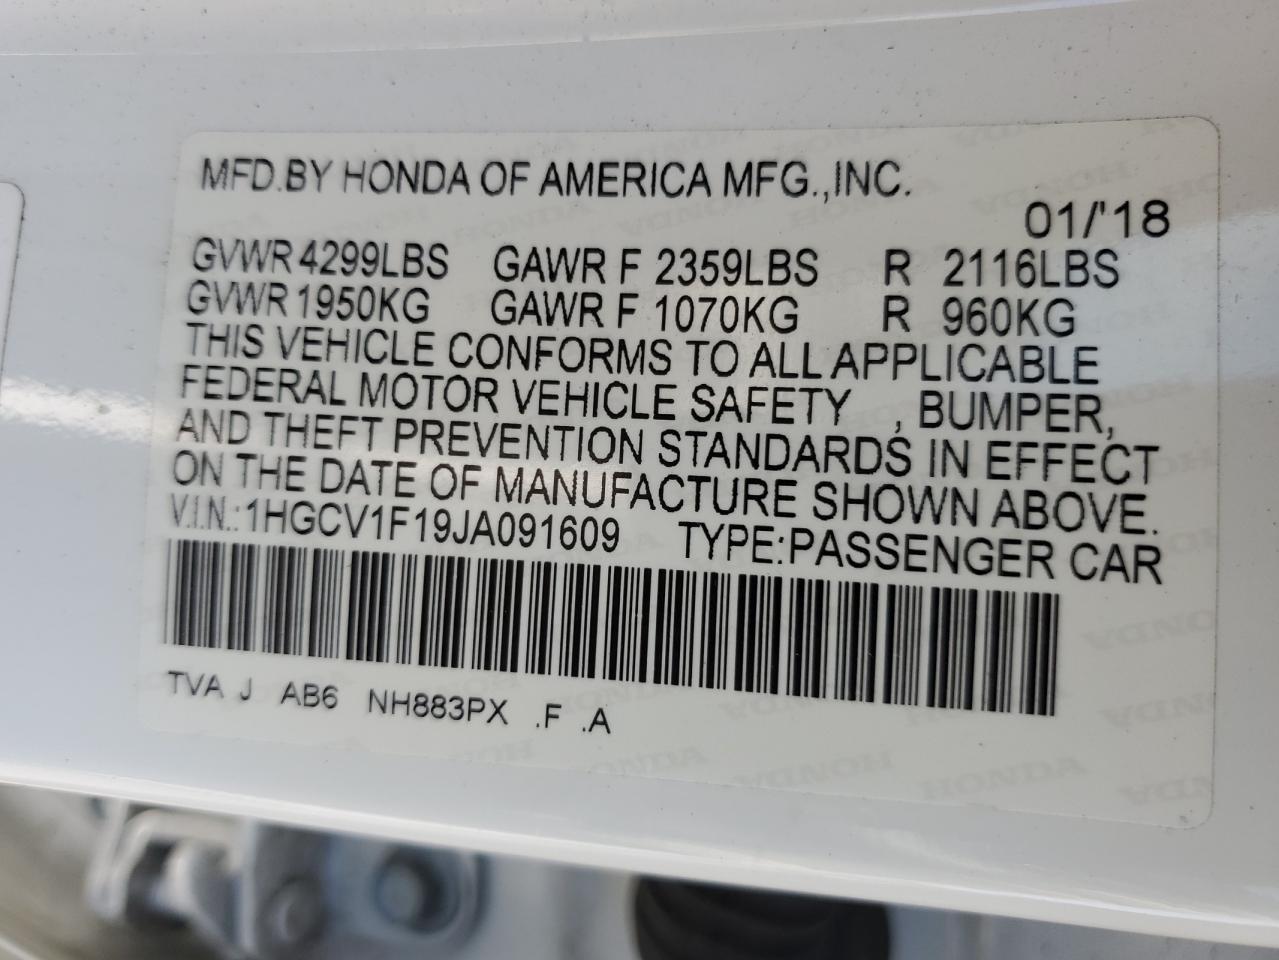 MFD.BY HONDA OF AMERICA MFG.,INC.
01/'18
GVWR 4299LBS GAWR F 2359LBS R 2116LBS
GVWR 1950KG GAWR F 1070KG R 960KG
THIS VEHICLE CONFORMS TO ALL APPLICABLE
FEDERAL MOTOR VEHICLE SAFETY , BUMPER,
AND THEFT PREVENTION STANDARDS IN EFFECT
ON THE DATE OF MANUFACTURE SHOWN ABOVE.
V.I.N.:1HGCV1F19JA091609 TYPE:PASSENGER CAR
TVA J AB6 NH883PX .F .A